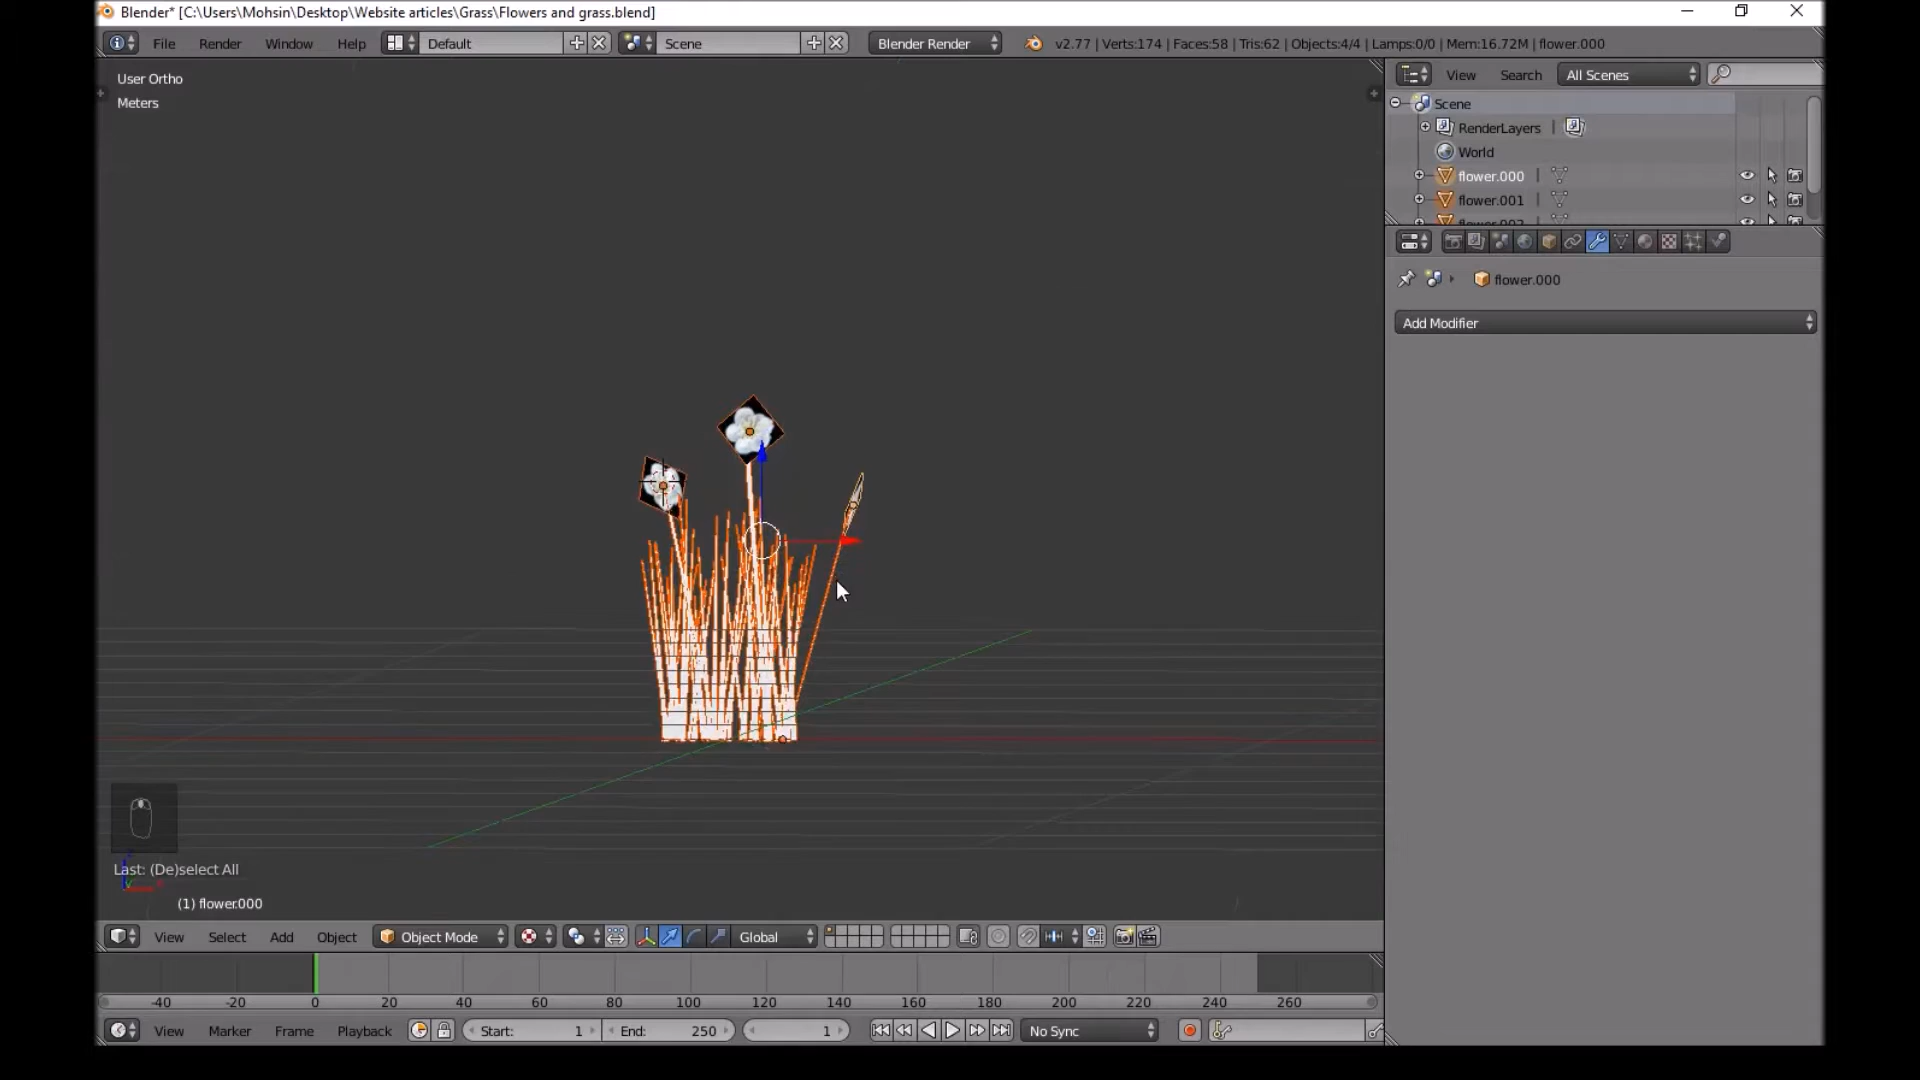 Blender* [C:\Users\Mohsin\Desktop\Website articles\Grass\Flowers and grass.blend]
File Render Window Help Default Scene Blender Render v2.77 | Verts:174 | Faces:58 | Tris:62 | Objects:4/4 | Lamps:0/0 | Mem:16.72M | flower.000
User Ortho
Meters
View Search All Scenes
Scene
RenderLayers
World
flower.000
flower.001
flower.002
flower.000
Add Modifier
Last: (De)select All
(1) flower.000
View Select Add Object Object Mode Global
-40 -20 0 20 40 60 80 100 120 140 160 180 200 220 240 260
View Marker Frame Playback Start: 1 End: 250 1 No Sync